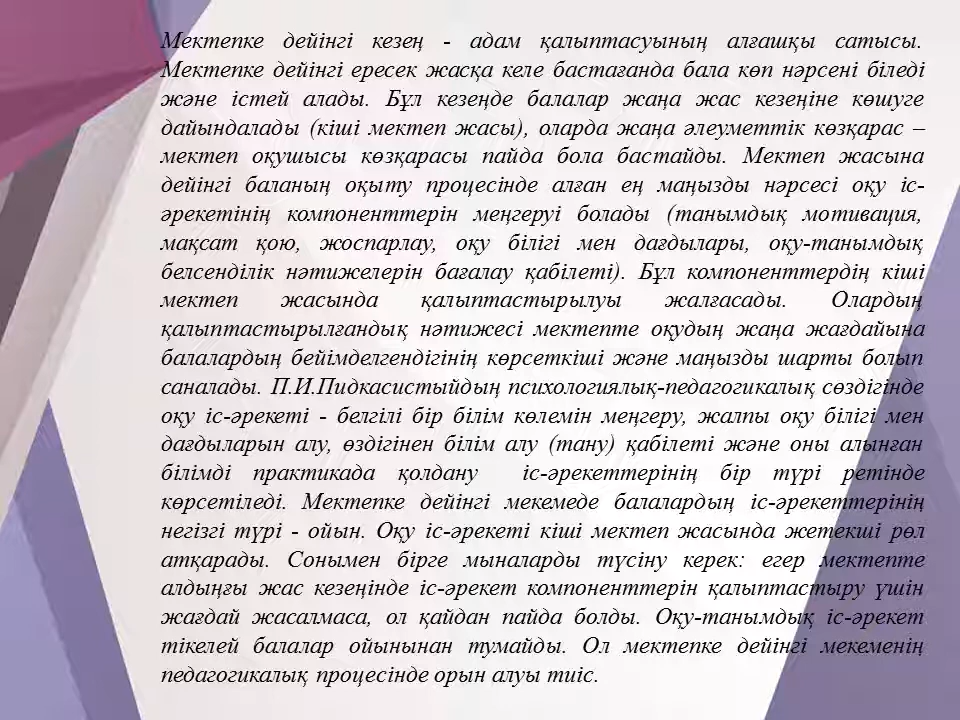 Мектепке дейінгі кезең - адам қалыптасуының алғашқы сатысы.
Мектепке дейінгі ересек жасқа келе бастағанда бала көп нәрсені біледі
және істей алады. Бұл кезеңде балалар жаңа жас кезеңіне көшуге
дайындалады (кіші мектеп жасы), оларда жаңа әлеуметтік көзқарас –
мектеп оқушысы көзқарасы пайда бола бастайды. Мектеп жасына
дейінгі баланың оқыту процесінде алған ең маңызды нәрсесі оқу іс-
әрекетінің компоненттерін меңгеруі болады (танымдық мотивация,
мақсат қою, жоспарлау, оқу білігі мен дағдылары, оқу-танымдық
белсенділік нәтижелерін бағалау қабілеті). Бұл компоненттердің кіші
мектеп жасында қалыптастырылуы жалғасады. Олардың
қалыптастырылғандық нәтижесі мектепте оқудың жаңа жағдайына
балалардың бейімделгендігінің көрсеткіші және маңызды шарты болып
саналады. П.И.Пидкасистыйдың психологиялық-педагогикалық сөздігінде
оқу іс-әрекеті - белгілі бір білім көлемін меңгеру, жалпы оқу білігі мен
дағдыларын алу, өздігінен білім алу (тану) қабілеті және оны алынған
білімді практикада қолдану іс-әрекеттерінің бір түрі ретінде
көрсетіледі. Мектепке дейінгі мекемеде балалардың іс-әрекеттерінің
негізгі түрі - ойын. Оқу іс-әрекеті кіші мектеп жасында жетекші рөл
атқарады. Сонымен бірге мыналарды түсіну керек: егер мектепте
алдыңғы жас кезеңінде іс-әрекет компоненттерін қалыптастыру үшін
жағдай жасалмаса, ол қайдан пайда болды. Оқу-танымдық іс-әрекет
тікелей балалар ойынынан тумайды. Ол мектепке дейінгі мекеменің
педагогикалық процесінде орын алуы тиіс.